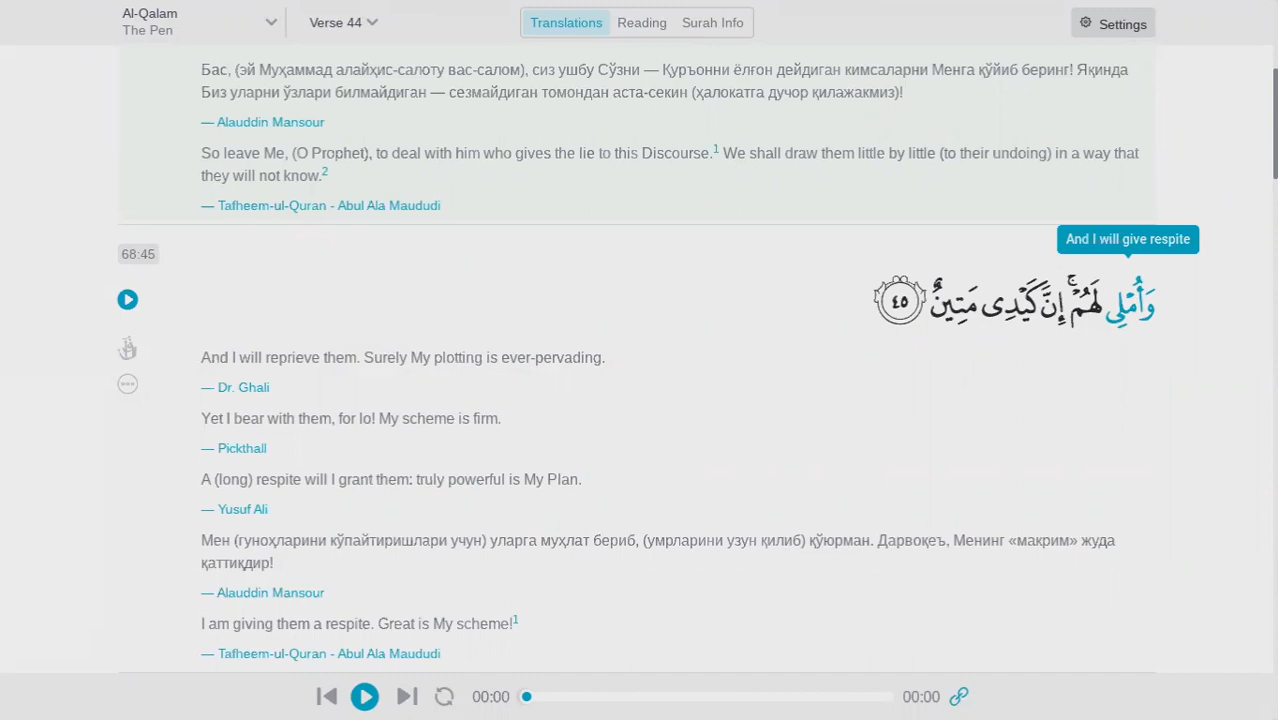 Al-Qalam
The Pen
Verse 44
Translations
Reading
Surah Info
Settings
Бас, (эй Муҳаммад алайҳис-салоту вас-салом), сиз ушбу Сўзни — Қуръонни ёлғон дейдиган кимсаларни Менга қўйиб беринг! Яқинда
Биз уларни ўзлари билмайдиган — сезмайдиган томондан аста-секин (ҳалокатга дучор қилажакмиз)!
— Alauddin Mansour
So leave Me, (O Prophet), to deal with him who gives the lie to this Discourse.1 We shall draw them little by little (to their undoing) in a way that
they will not know.2
— Tafheem-ul-Quran - Abul Ala Maududi
68:45
And I will give respite
وَأُمْلِى لَهُمْ ۚ إِنَّ كَيْدِى مَتِينٌ ٤٥
And I will reprieve them. Surely My plotting is ever-pervading.
— Dr. Ghali
Yet I bear with them, for lo! My scheme is firm.
— Pickthall
A (long) respite will I grant them: truly powerful is My Plan.
— Yusuf Ali
Мен (гуноҳларини кўпайтиришлари учун) уларга муҳлат бериб, (умрларини узун қилиб) қўюрман. Дарвоқеъ, Менинг «макрим» жуда
қаттиқдир!
— Alauddin Mansour
I am giving them a respite. Great is My scheme!1
— Tafheem-ul-Quran - Abul Ala Maududi
00:00
00:00